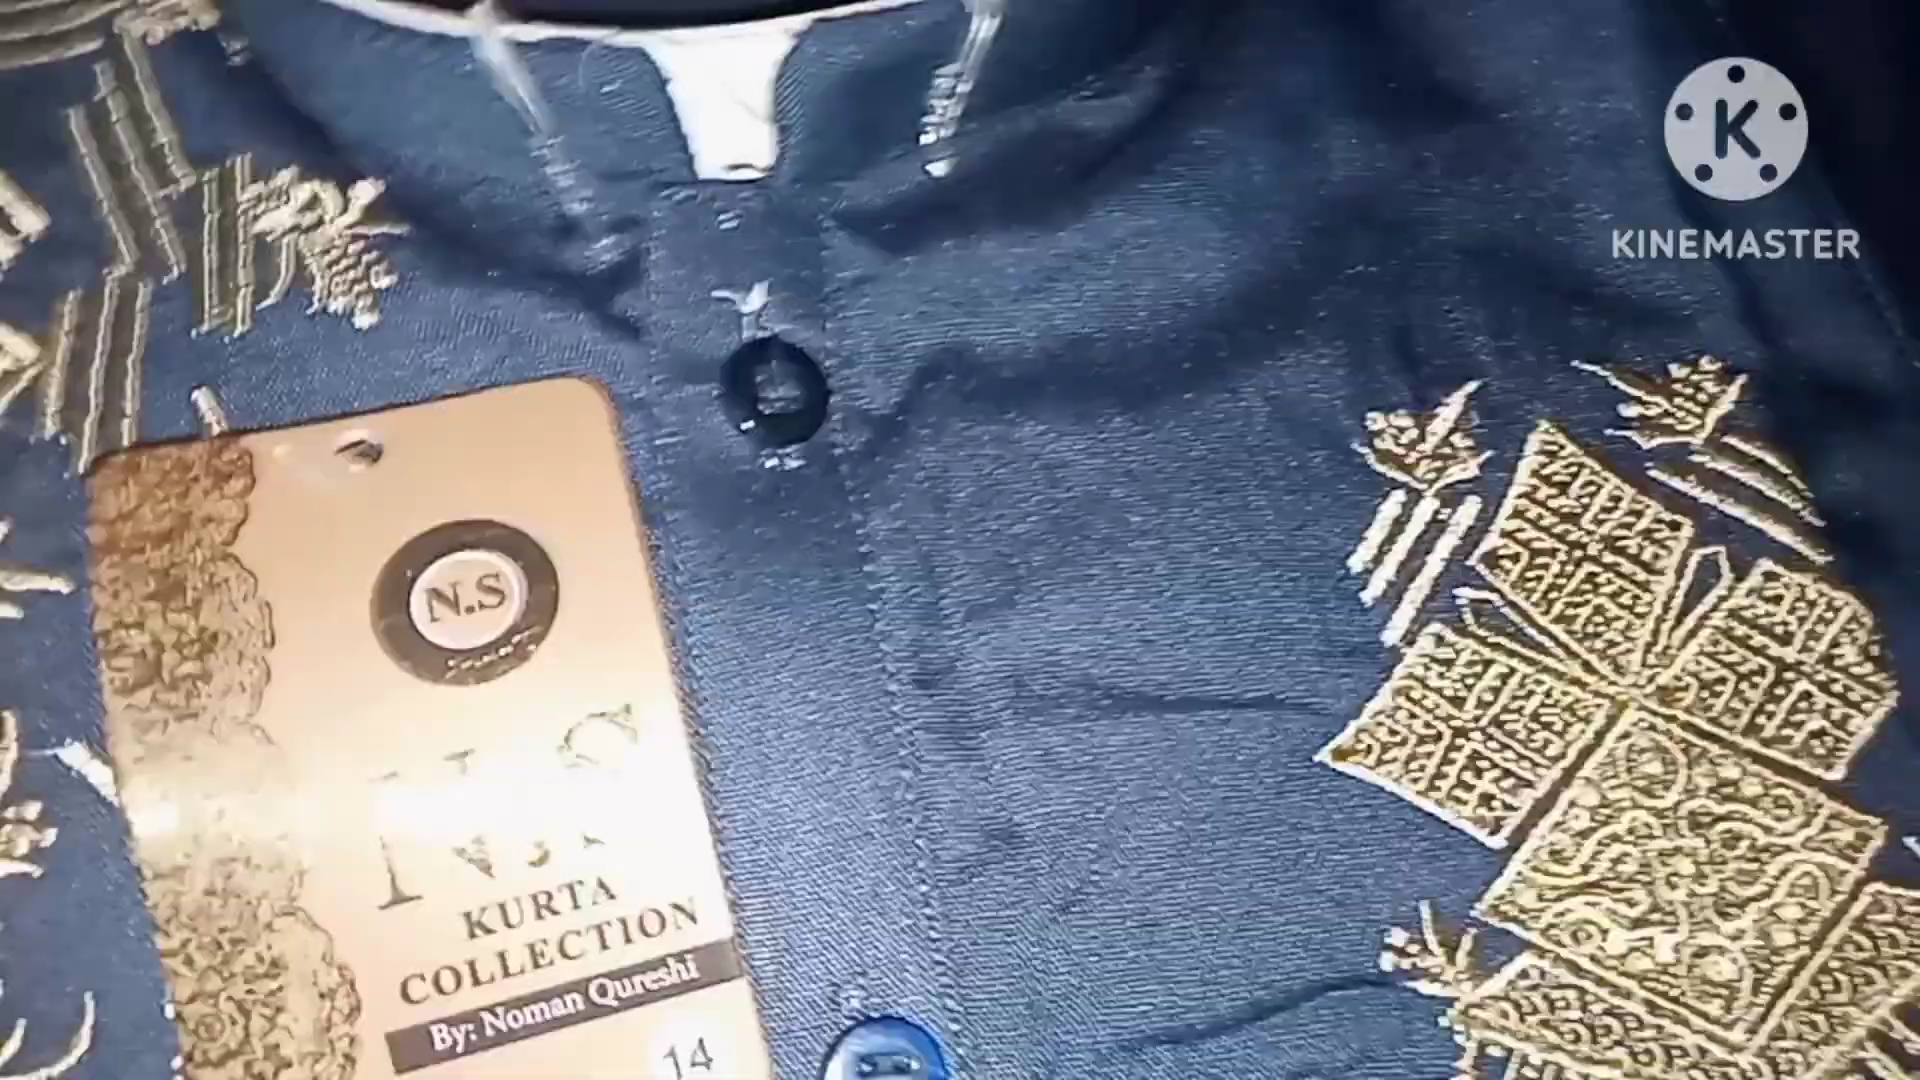 K
KINEMASTER
N.S
N.S
KURTA
COLLECTION
By: Noman Qureshi
14